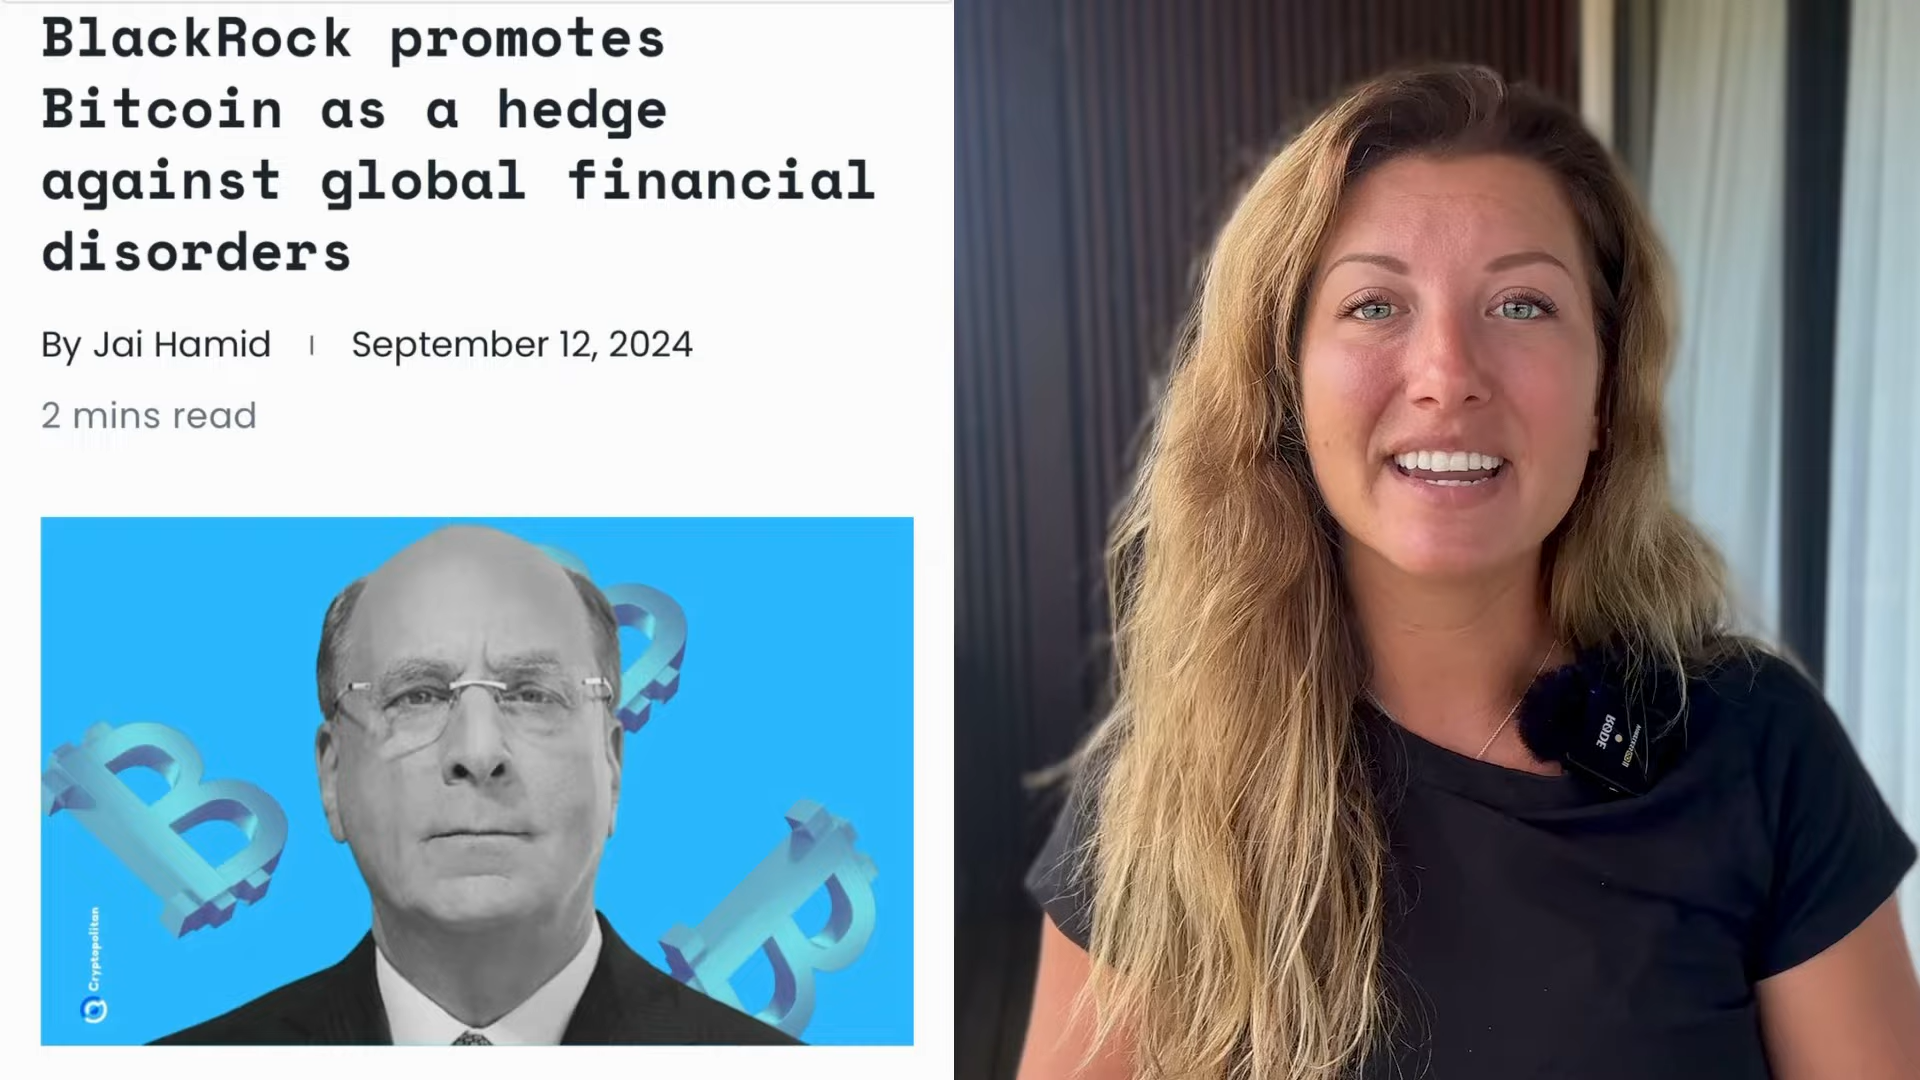 BlackRock promotes
Bitcoin as a hedge
against global financial
disorders
By Jai Hamid | September 12, 2024
2 mins read
Cryptopolitan
RØDE